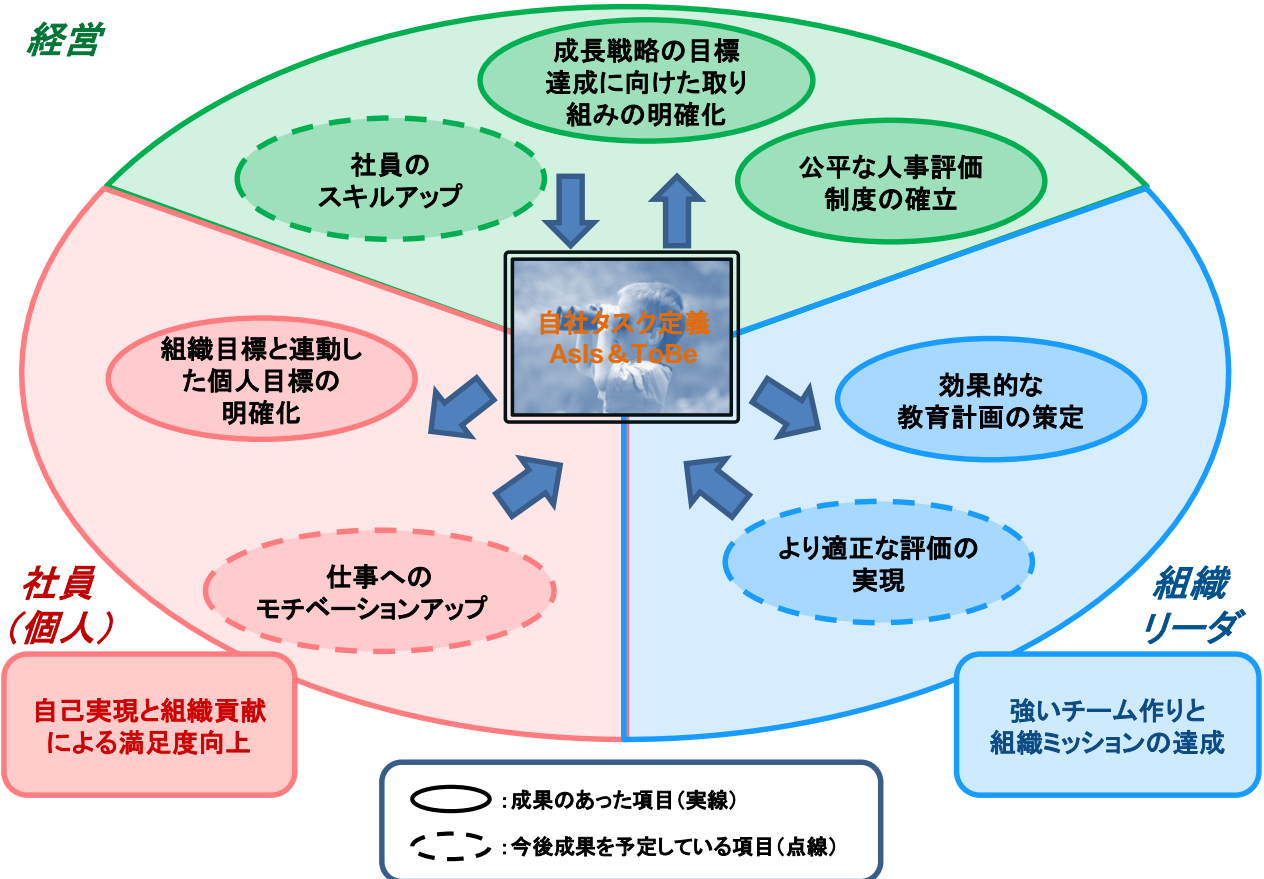 経営
成長戦略の目標
達成に向けた取り
組みの明確化
社員の
スキルアップ
公平な人事評価
制度の確立
自社タスク定義
AsIs＆ToBe
組織目標と連動し
た個人目標の
明確化
効果的な
教育計画の策定
仕事への
モチベーションアップ
より適正な評価の
実現
社員
（個人）
組織
リーダ
自己実現と組織貢献
による満足度向上
強いチーム作りと
組織ミッションの達成
：成果のあった項目（実線）
：今後成果を予定している項目（点線）